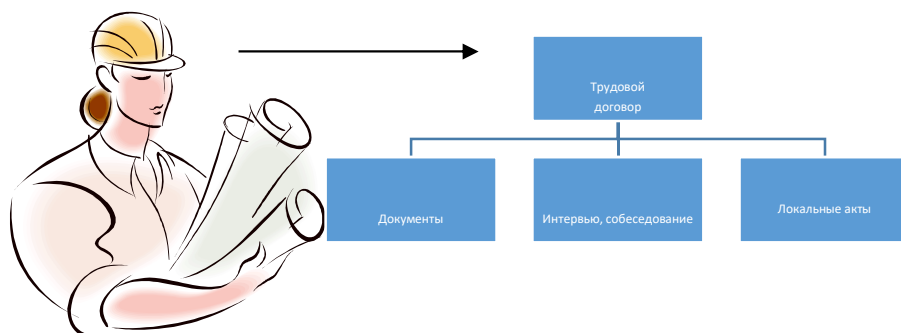 Трудовой
договор
Документы
Интервью, собеседование
Локальные акты